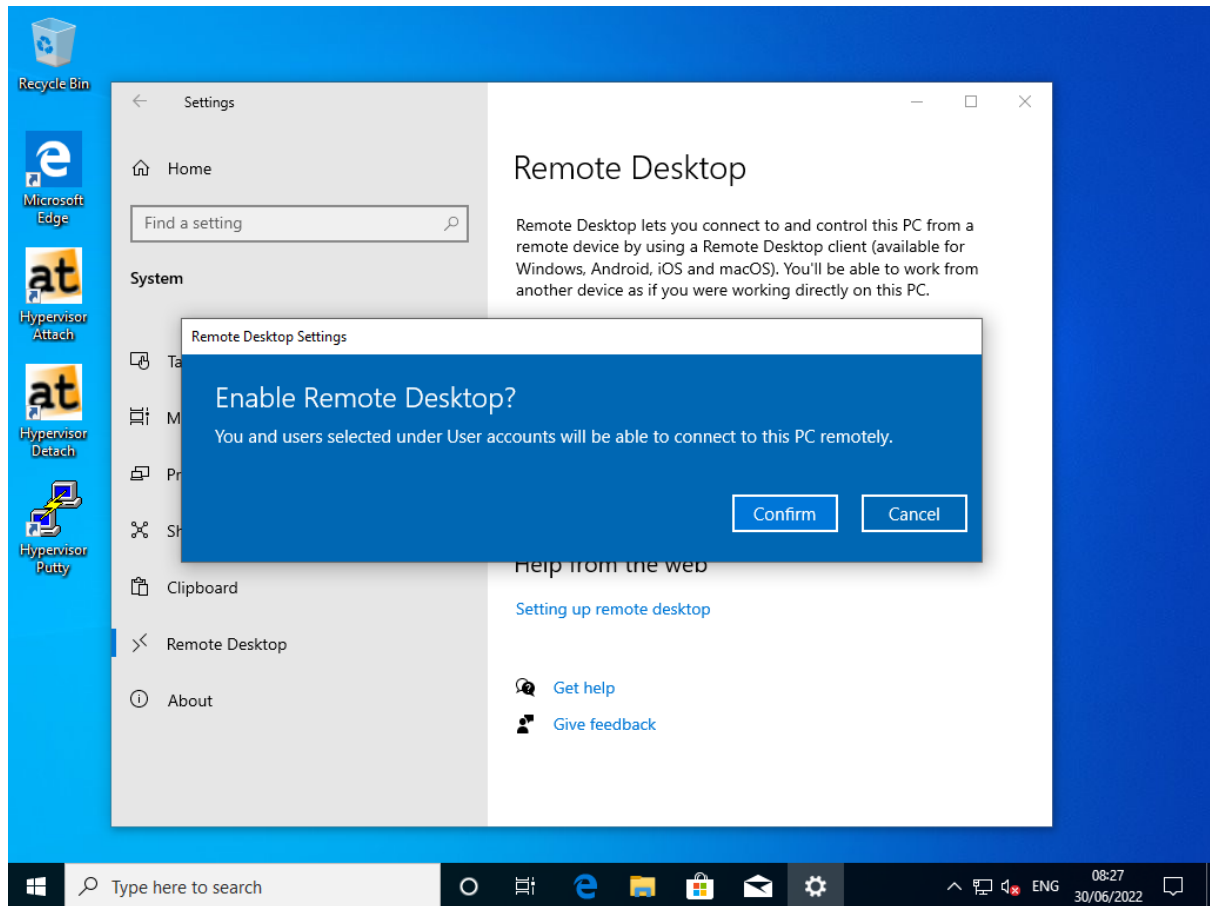 Recycle Bin
Microsoft
Edge
at
Hypervisor
Attach
at
Hypervisor
Detach
Hypervisor
Putty
Settings
Home
Find a setting
System
Ta
M
Pr
Sh
Clipboard
Remote Desktop
About
Remote Desktop
Remote Desktop lets you connect to and control this PC from a
remote device by using a Remote Desktop client (available for
Windows, Android, iOS and macOS). You'll be able to work from
another device as if you were working directly on this PC.
Remote Desktop Settings
Enable Remote Desktop?
You and users selected under User accounts will be able to connect to this PC remotely.
Confirm
Cancel
Help from the web
Setting up remote desktop
Get help
Give feedback
Type here to search
ENG
08:27
30/06/2022